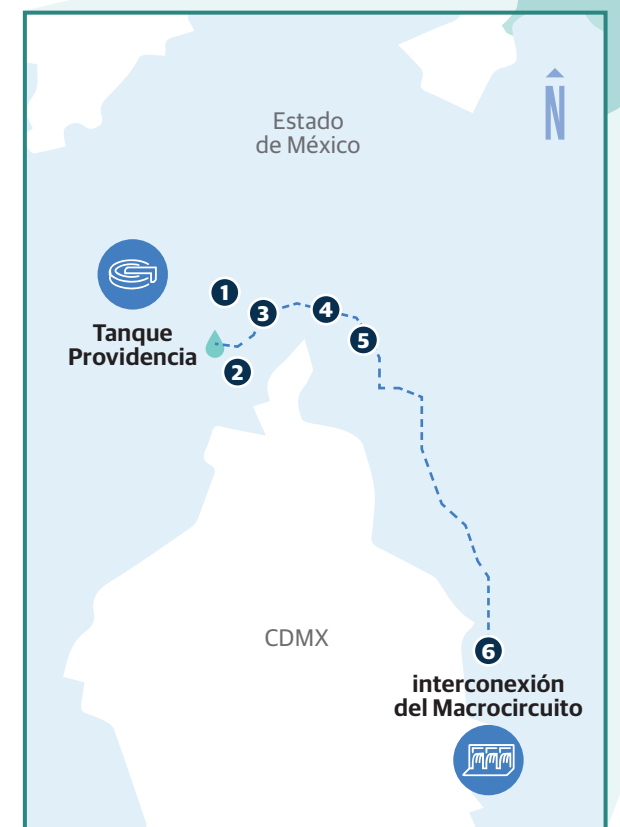 Estado
de México
N
Tanque
Providencia
1
3
4
5
2
CDMX
6
interconexión
del Macrocircuito